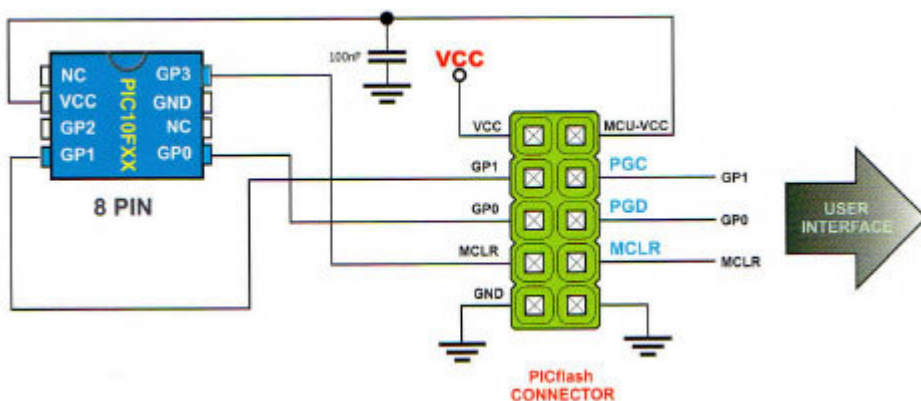 100nF
VCC
NC
GP3
VCC
GND
GP2
NC
GP1
GP0
PIC10FXX
8 PIN
VCC
MCU-VCC
GP1
PGC
GP1
GP0
PGD
GP0
MCLR
MCLR
MCLR
GND
USER
INTERFACE
PICflash
CONNECTOR